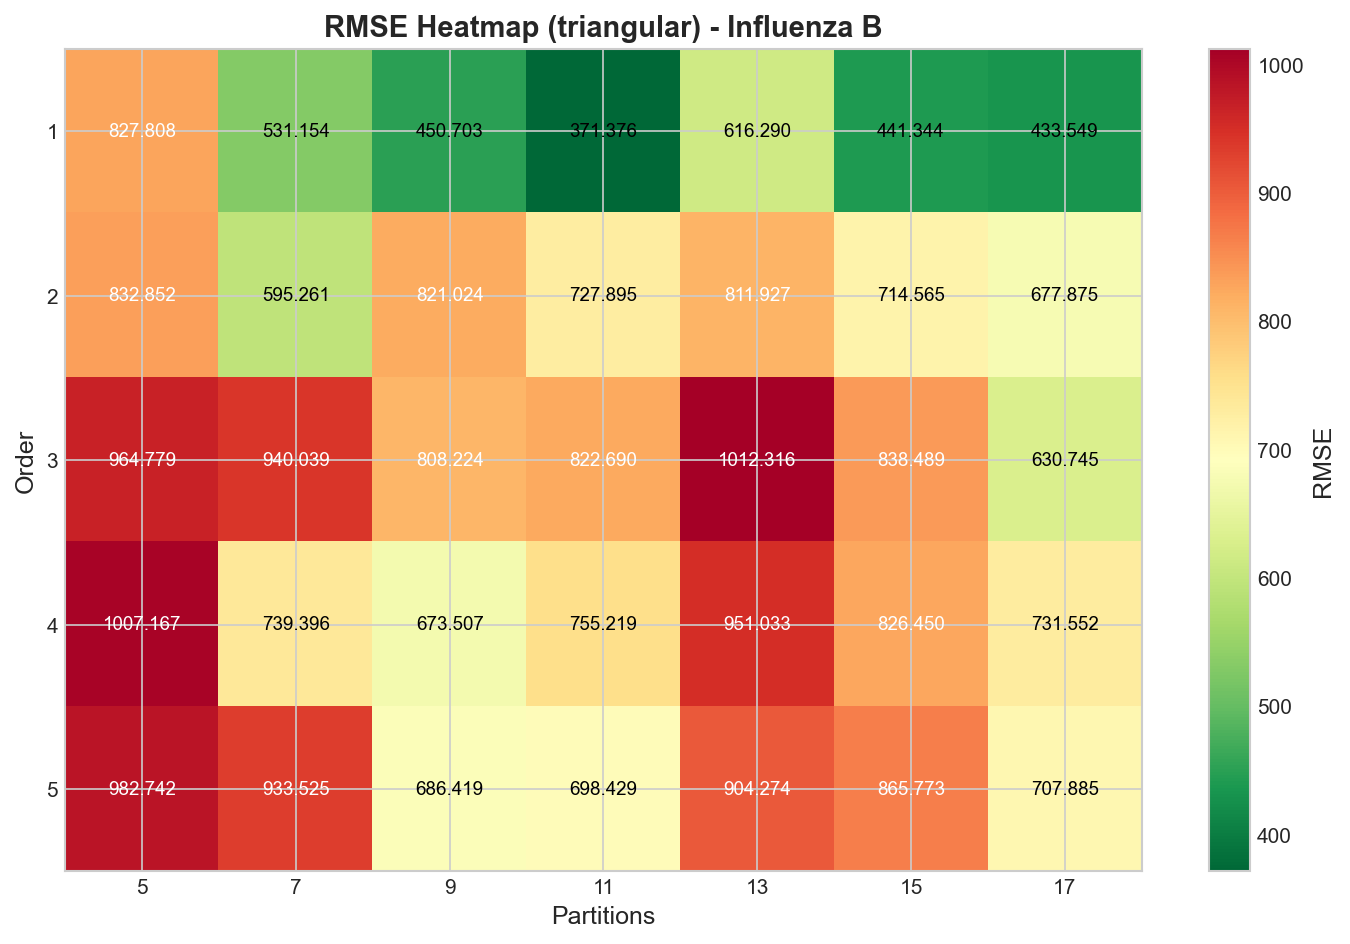 RMSE Heatmap (triangular) - Influenza B
1 827.808 531.154 450.703 371.376 616.290 441.344 433.549
2 832.852 595.261 821.024 727.895 811.927 714.565 677.875
3 964.779 940.039 808.224 822.690 1012.316 838.489 630.745
4 1007.167 739.396 673.507 755.219 951.033 826.450 731.552
5 982.742 933.525 686.419 698.429 904.274 865.773 707.885
5 7 9 11 13 15 17
Partitions
Order
1000
900
800
700
600
500
400
RMSE